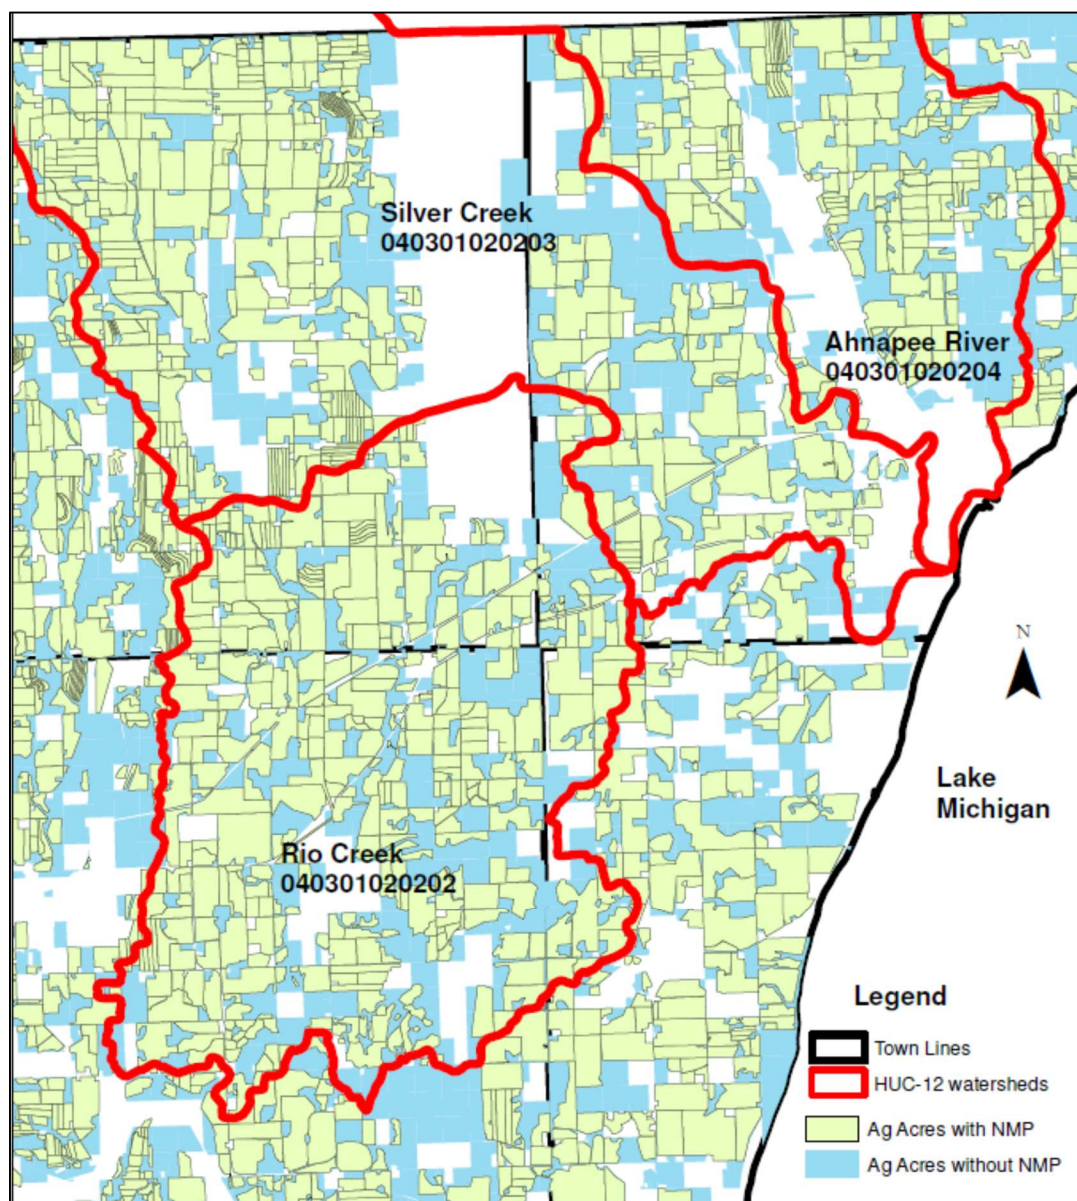 Silver Creek
040301020203
Ahnapee River
040301020204
N
Lake
Michigan
Rio Creek
040301020202
Legend
Town Lines
HUC-12 watersheds
Ag Acres with NMP
Ag Acres without NMP